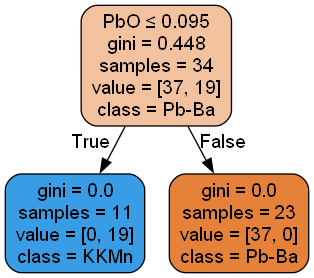 PbO ≤ 0.095
gini = 0.448
samples = 34
value = [37, 19]
class = Pb-Ba
True
False
gini = 0.0
samples = 11
value = [0, 19]
class = KKMn
gini = 0.0
samples = 23
value = [37, 0]
class = Pb-Ba